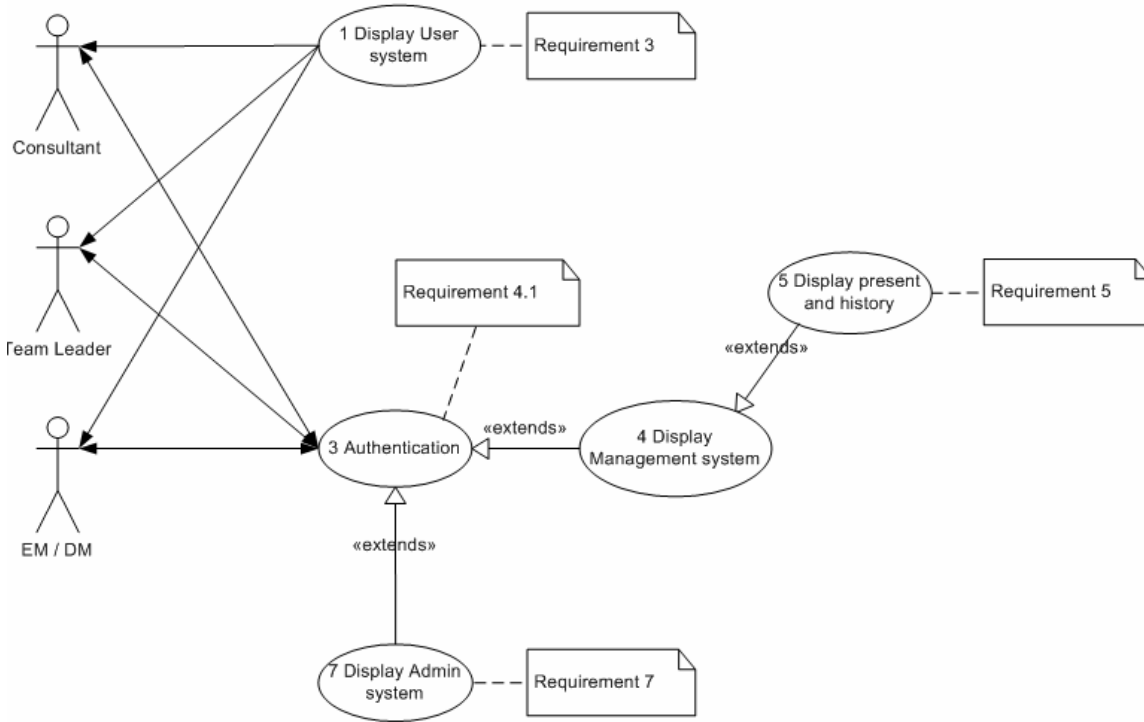 1 Display User
system
Requirement 3
Consultant
Team Leader
Requirement 4.1
5 Display present
and history
Requirement 5
«extends»
«extends»
3 Authentication
4 Display
Management system
EM / DM
«extends»
7 Display Admin
system
Requirement 7